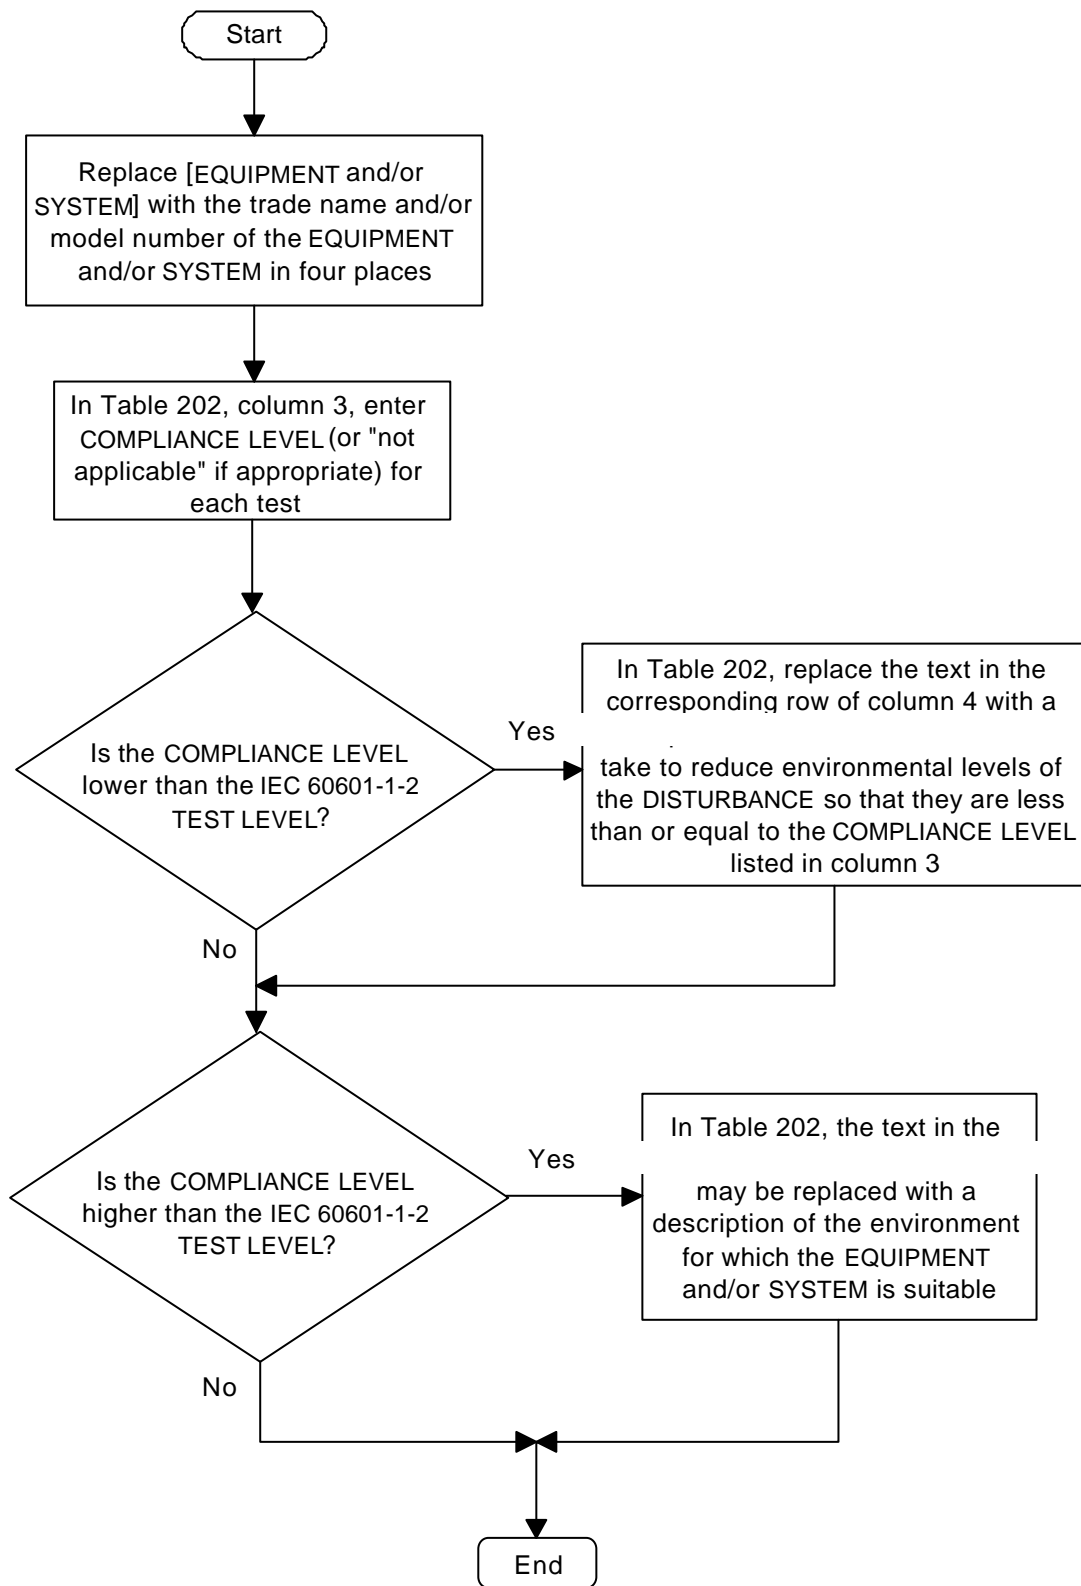 Start
Replace [EQUIPMENT and/or
SYSTEM] with the trade name and/or
model number of the EQUIPMENT
and/or SYSTEM in four places
In Table 202, column 3, enter
COMPLIANCE LEVEL (or "not
applicable" if appropriate) for
each test
Is the COMPLIANCE LEVEL
lower than the IEC 60601-1-2
TEST LEVEL?
Yes
In Table 202, replace the text in the
corresponding row of column 4 with a
take to reduce environmental levels of
the DISTURBANCE so that they are less
than or equal to the COMPLIANCE LEVEL
listed in column 3
No
Is the COMPLIANCE LEVEL
higher than the IEC 60601-1-2
TEST LEVEL?
Yes
In Table 202, the text in the
may be replaced with a
description of the environment
for which the EQUIPMENT
and/or SYSTEM is suitable
No
End